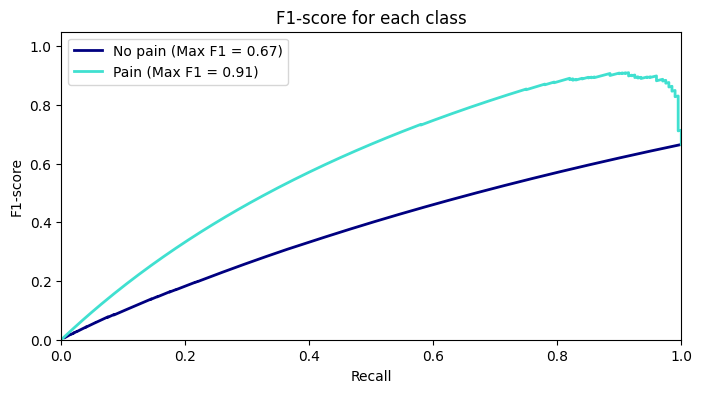 F1-score for each class
No pain (Max F1 = 0.67)
Pain (Max F1 = 0.91)
F1-score
1.0
0.8
0.6
0.4
0.2
0.0
0.0 0.2 0.4 0.6 0.8 1.0
Recall